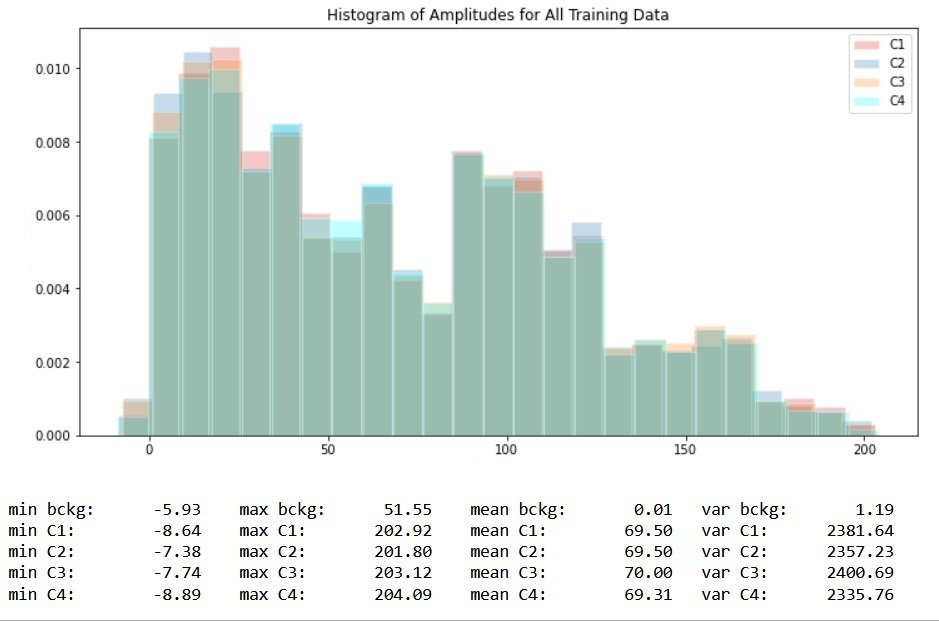 Histogram of Amplitudes for All Training Data
C1
C2
C3
C4
0.010
0.008
0.006
0.004
0.002
0.000
0 50 100 150 200
min bckg: -5.93 max bckg: 51.55 mean bckg: 0.01 var bckg: 1.19
min C1: -8.64 max C1: 202.92 mean C1: 69.50 var C1: 2381.64
min C2: -7.38 max C2: 201.80 mean C2: 69.50 var C2: 2357.23
min C3: -7.74 max C3: 203.12 mean C3: 70.00 var C3: 2400.69
min C4: -8.89 max C4: 204.09 mean C4: 69.31 var C4: 2335.76